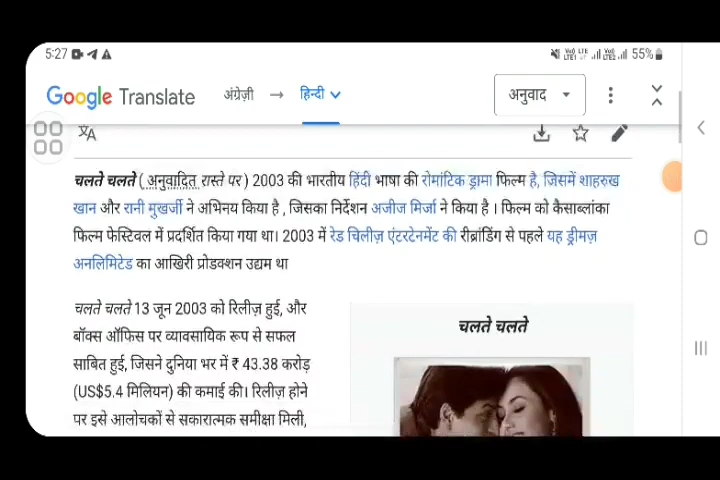 5:27 55%
Google Translate अंग्रेज़ी → हिन्दी अनुवाद
चलते चलते ( अनुवादित रास्ते पर ) 2003 की भारतीय हिंदी भाषा की रोमांटिक ड्रामा फिल्म है, जिसमें शाहरुख
खान और रानी मुखर्जी ने अभिनय किया है , जिसका निर्देशन अजीज मिर्जा ने किया है । फिल्म को कैसाब्लांका
फिल्म फेस्टिवल में प्रदर्शित किया गया था। 2003 में रेड चिलीज़ एंटरटेनमेंट की रीब्रांडिंग से पहले यह ड्रीमज़
अनलिमिटेड का आखिरी प्रोडक्शन उद्यम था
चलते चलते 13 जून 2003 को रिलीज़ हुई, और
बॉक्स ऑफिस पर व्यावसायिक रूप से सफल
साबित हुई, जिसने दुनिया भर में ₹ 43.38 करोड़
(US$5.4 मिलियन) की कमाई की। रिलीज़ होने
पर इसे आलोचकों से सकारात्मक समीक्षा मिली,
चलते चलते